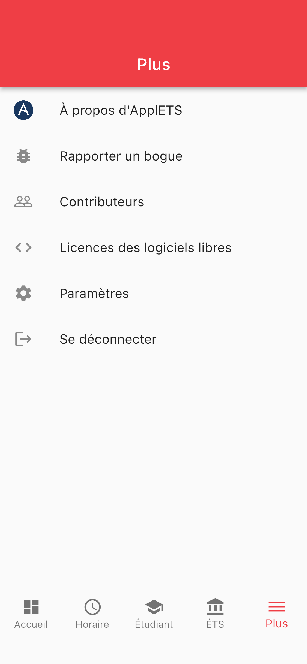 Plus
À propos d'ApplETS
Rapporter un bogue
Contributeurs
Licences des logiciels libres
Paramètres
Se déconnecter
Accueil
Horaire
Étudiant
ÉTS
Plus